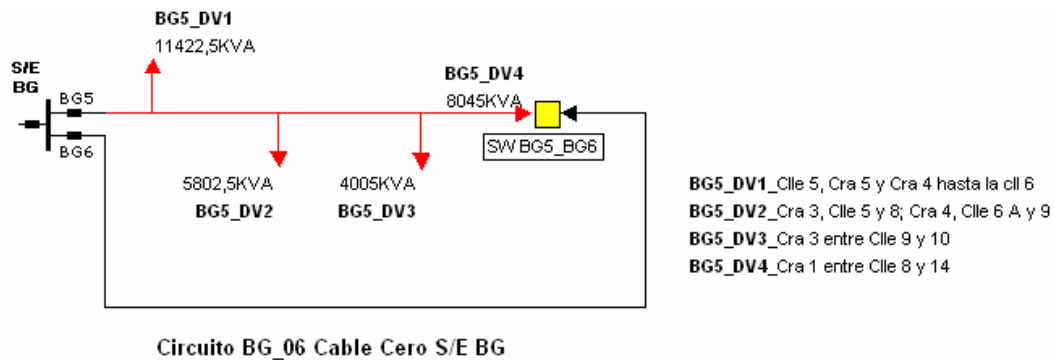 BG5_DV1
11422,5KVA
S/E
BG
BG5
BG6
BG5_DV4
8045KVA
SW BG5_BG6
5802,5KVA
BG5_DV2
4005KVA
BG5_DV3
BG5_DV1_Clle 5, Cra 5 y Cra 4 hasta la cll 6
BG5_DV2_Cra 3, Clle 5 y 8; Cra 4, Clle 6 A y 9
BG5_DV3_Cra 3 entre Clle 9 y 10
BG5_DV4_Cra 1 entre Clle 8 y 14
Circuito BG_06 Cable Cero S/E BG